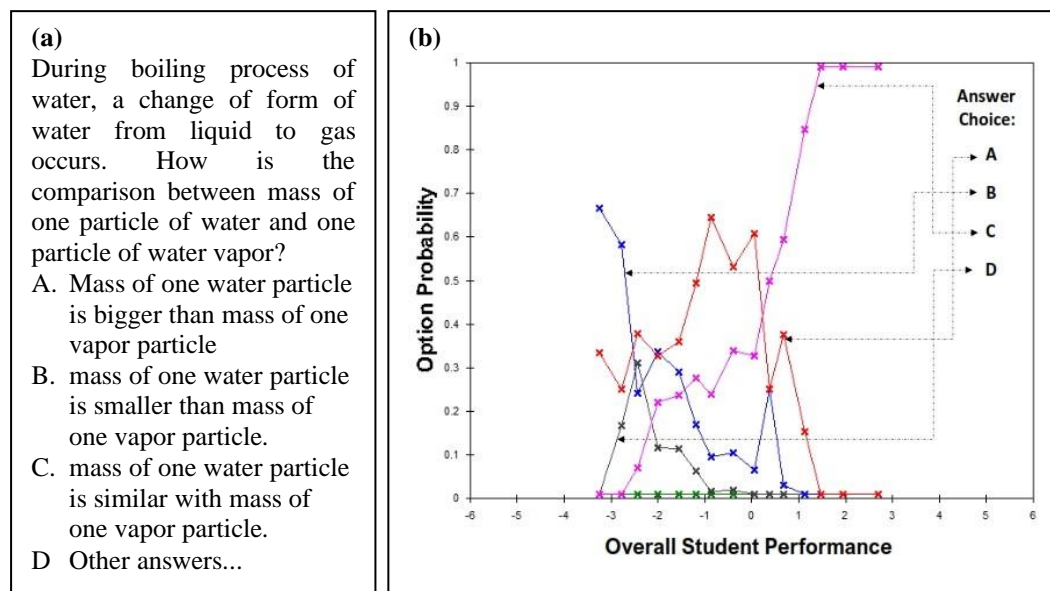 (a)
During boiling process of
water, a change of form of
water from liquid to gas
occurs. How is the
comparison between mass of
one particle of water and one
particle of water vapor?
A. Mass of one water particle
is bigger than mass of one
vapor particle
B. mass of one water particle
is smaller than mass of
one vapor particle.
C. mass of one water particle
is similar with mass of
one vapor particle.
D Other answers...
(b)
Option Probability
1
0.9
0.8
0.7
0.6
0.5
0.4
0.3
0.2
0.1
0
-6 -5 -4 -3 -2 -1 0 1 2 3 4 5 6
Overall Student Performance
Answer
Choice:
A
B
C
D